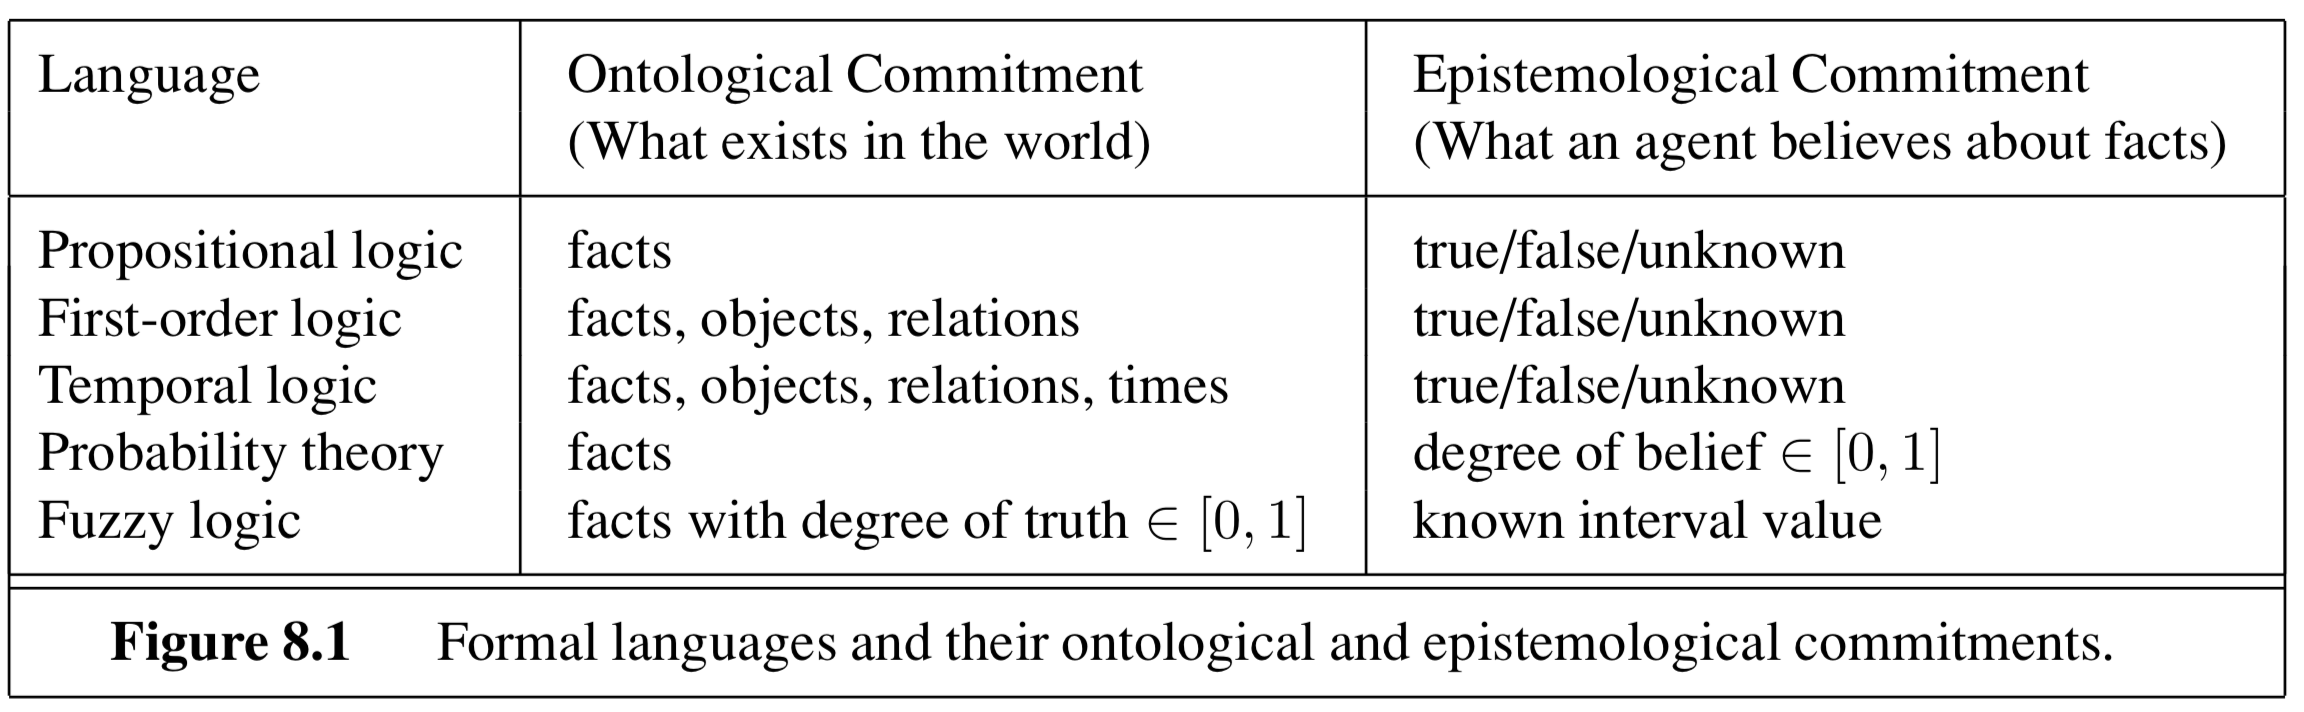 Language Ontological Commitment Epistemological Commitment
(What exists in the world) (What an agent believes about facts)
Propositional logic facts true/false/unknown
First-order logic facts, objects, relations true/false/unknown
Temporal logic facts, objects, relations, times true/false/unknown
Probability theory facts degree of belief ∈ [0, 1]
Fuzzy logic facts with degree of truth ∈ [0, 1] known interval value
Figure 8.1 Formal languages and their ontological and epistemological commitments.